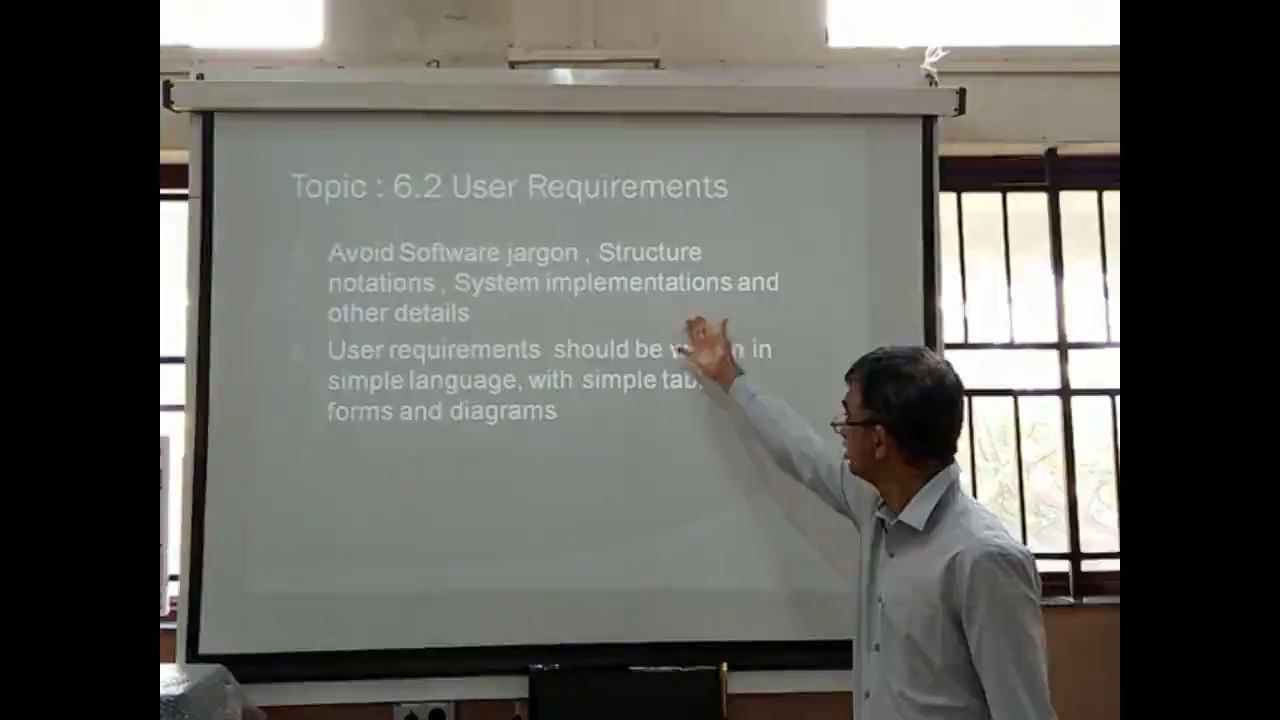 Topic : 6.2 User Requirements
Avoid Software jargon , Structure
notations , System implementations and
other details
User requirements should be in
simple language, with simple
forms and diagrams